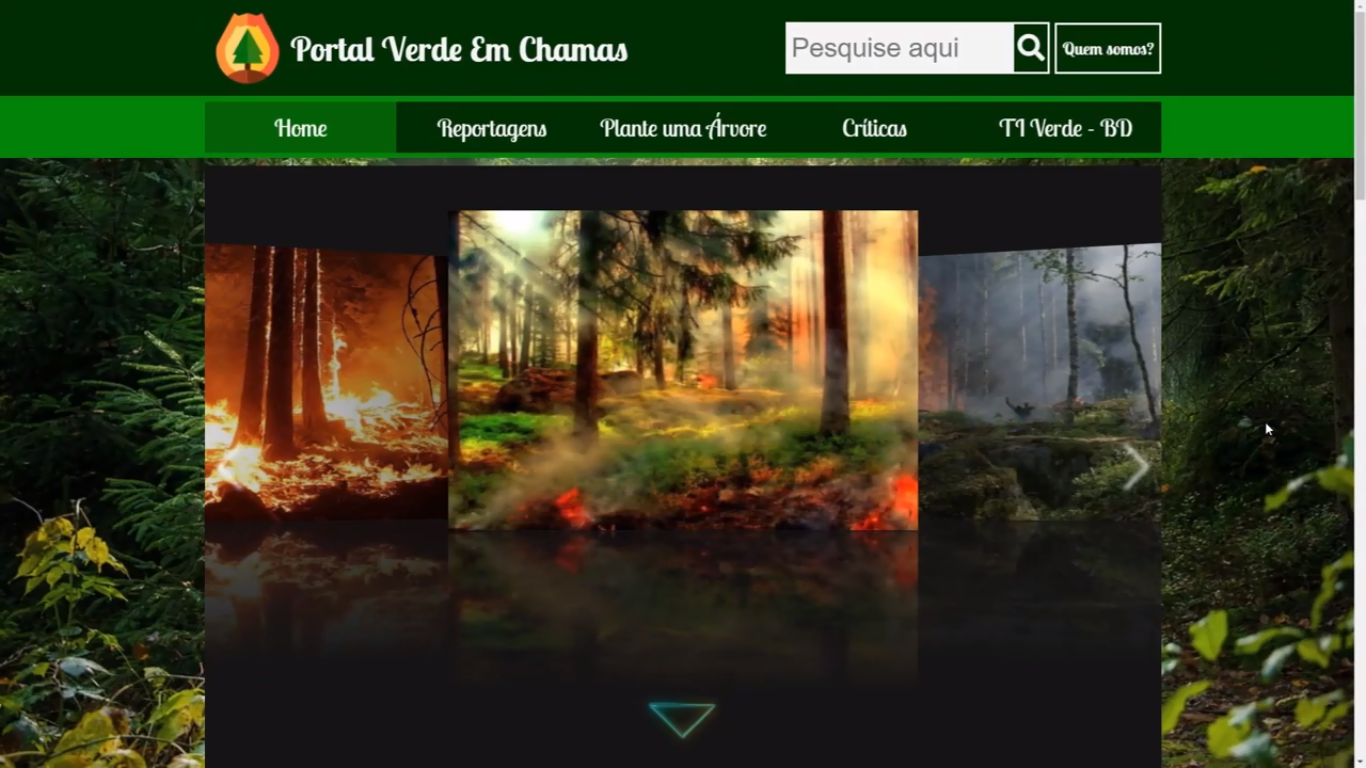 Portal Verde Em Chamas
Pesquise aqui
Quem somos?
Home
Reportagens
Plante uma Árvore
Críticas
TI Verde - BD